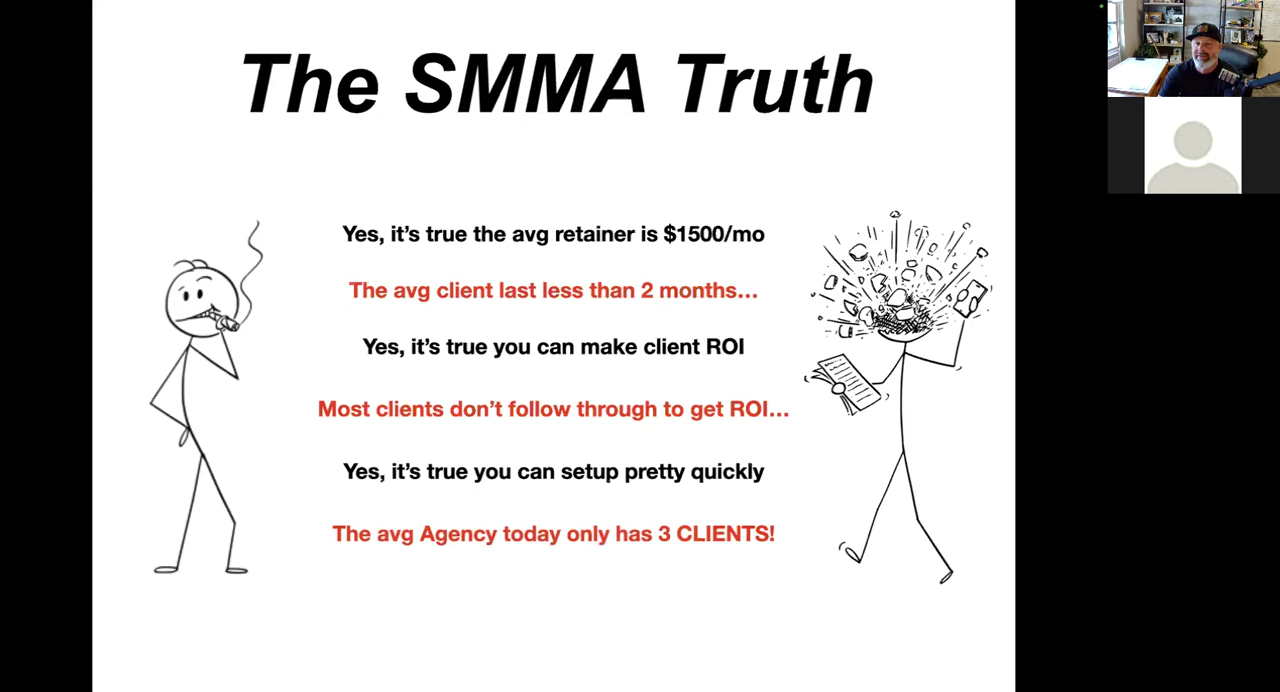 The SMMA Truth
Yes, it's true the avg retainer is $1500/mo
The avg client last less than 2 months…
Yes, it's true you can make client ROI
Most clients don't follow through to get ROI…
Yes, it's true you can setup pretty quickly
The avg Agency today only has 3 CLIENTS!